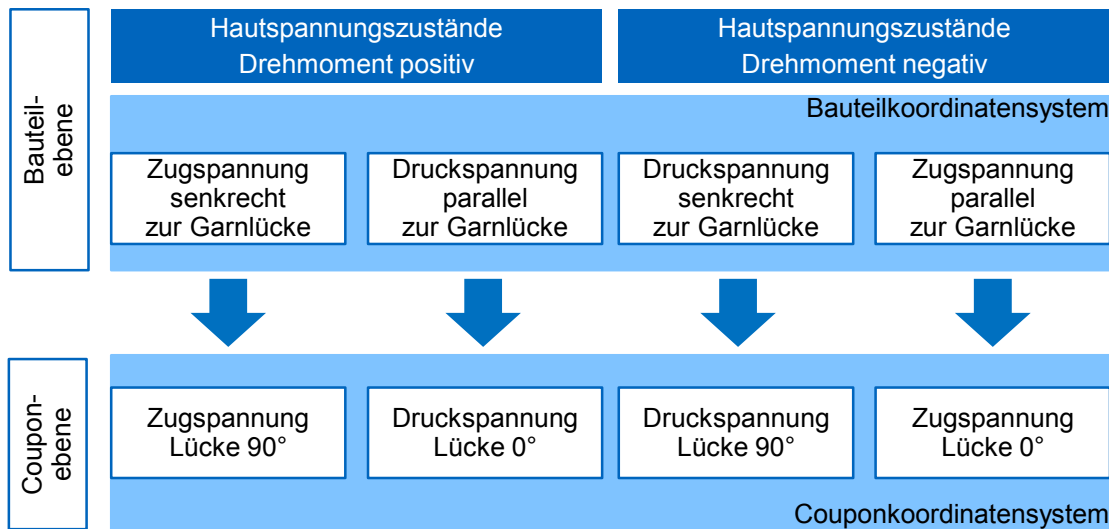 Hautspannungszustände
Drehmoment positiv
Hautspannungszustände
Drehmoment negativ
Bauteil-
ebene
Bauteilkoordinatensystem
Zugspannung
senkrecht
zur Garnlücke
Druckspannung
parallel
zur Garnlücke
Druckspannung
senkrecht
zur Garnlücke
Zugspannung
parallel
zur Garnlücke
Coupon-
ebene
Zugspannung
Lücke 90°
Druckspannung
Lücke 0°
Druckspannung
Lücke 90°
Zugspannung
Lücke 0°
Couponkoordinatensystem